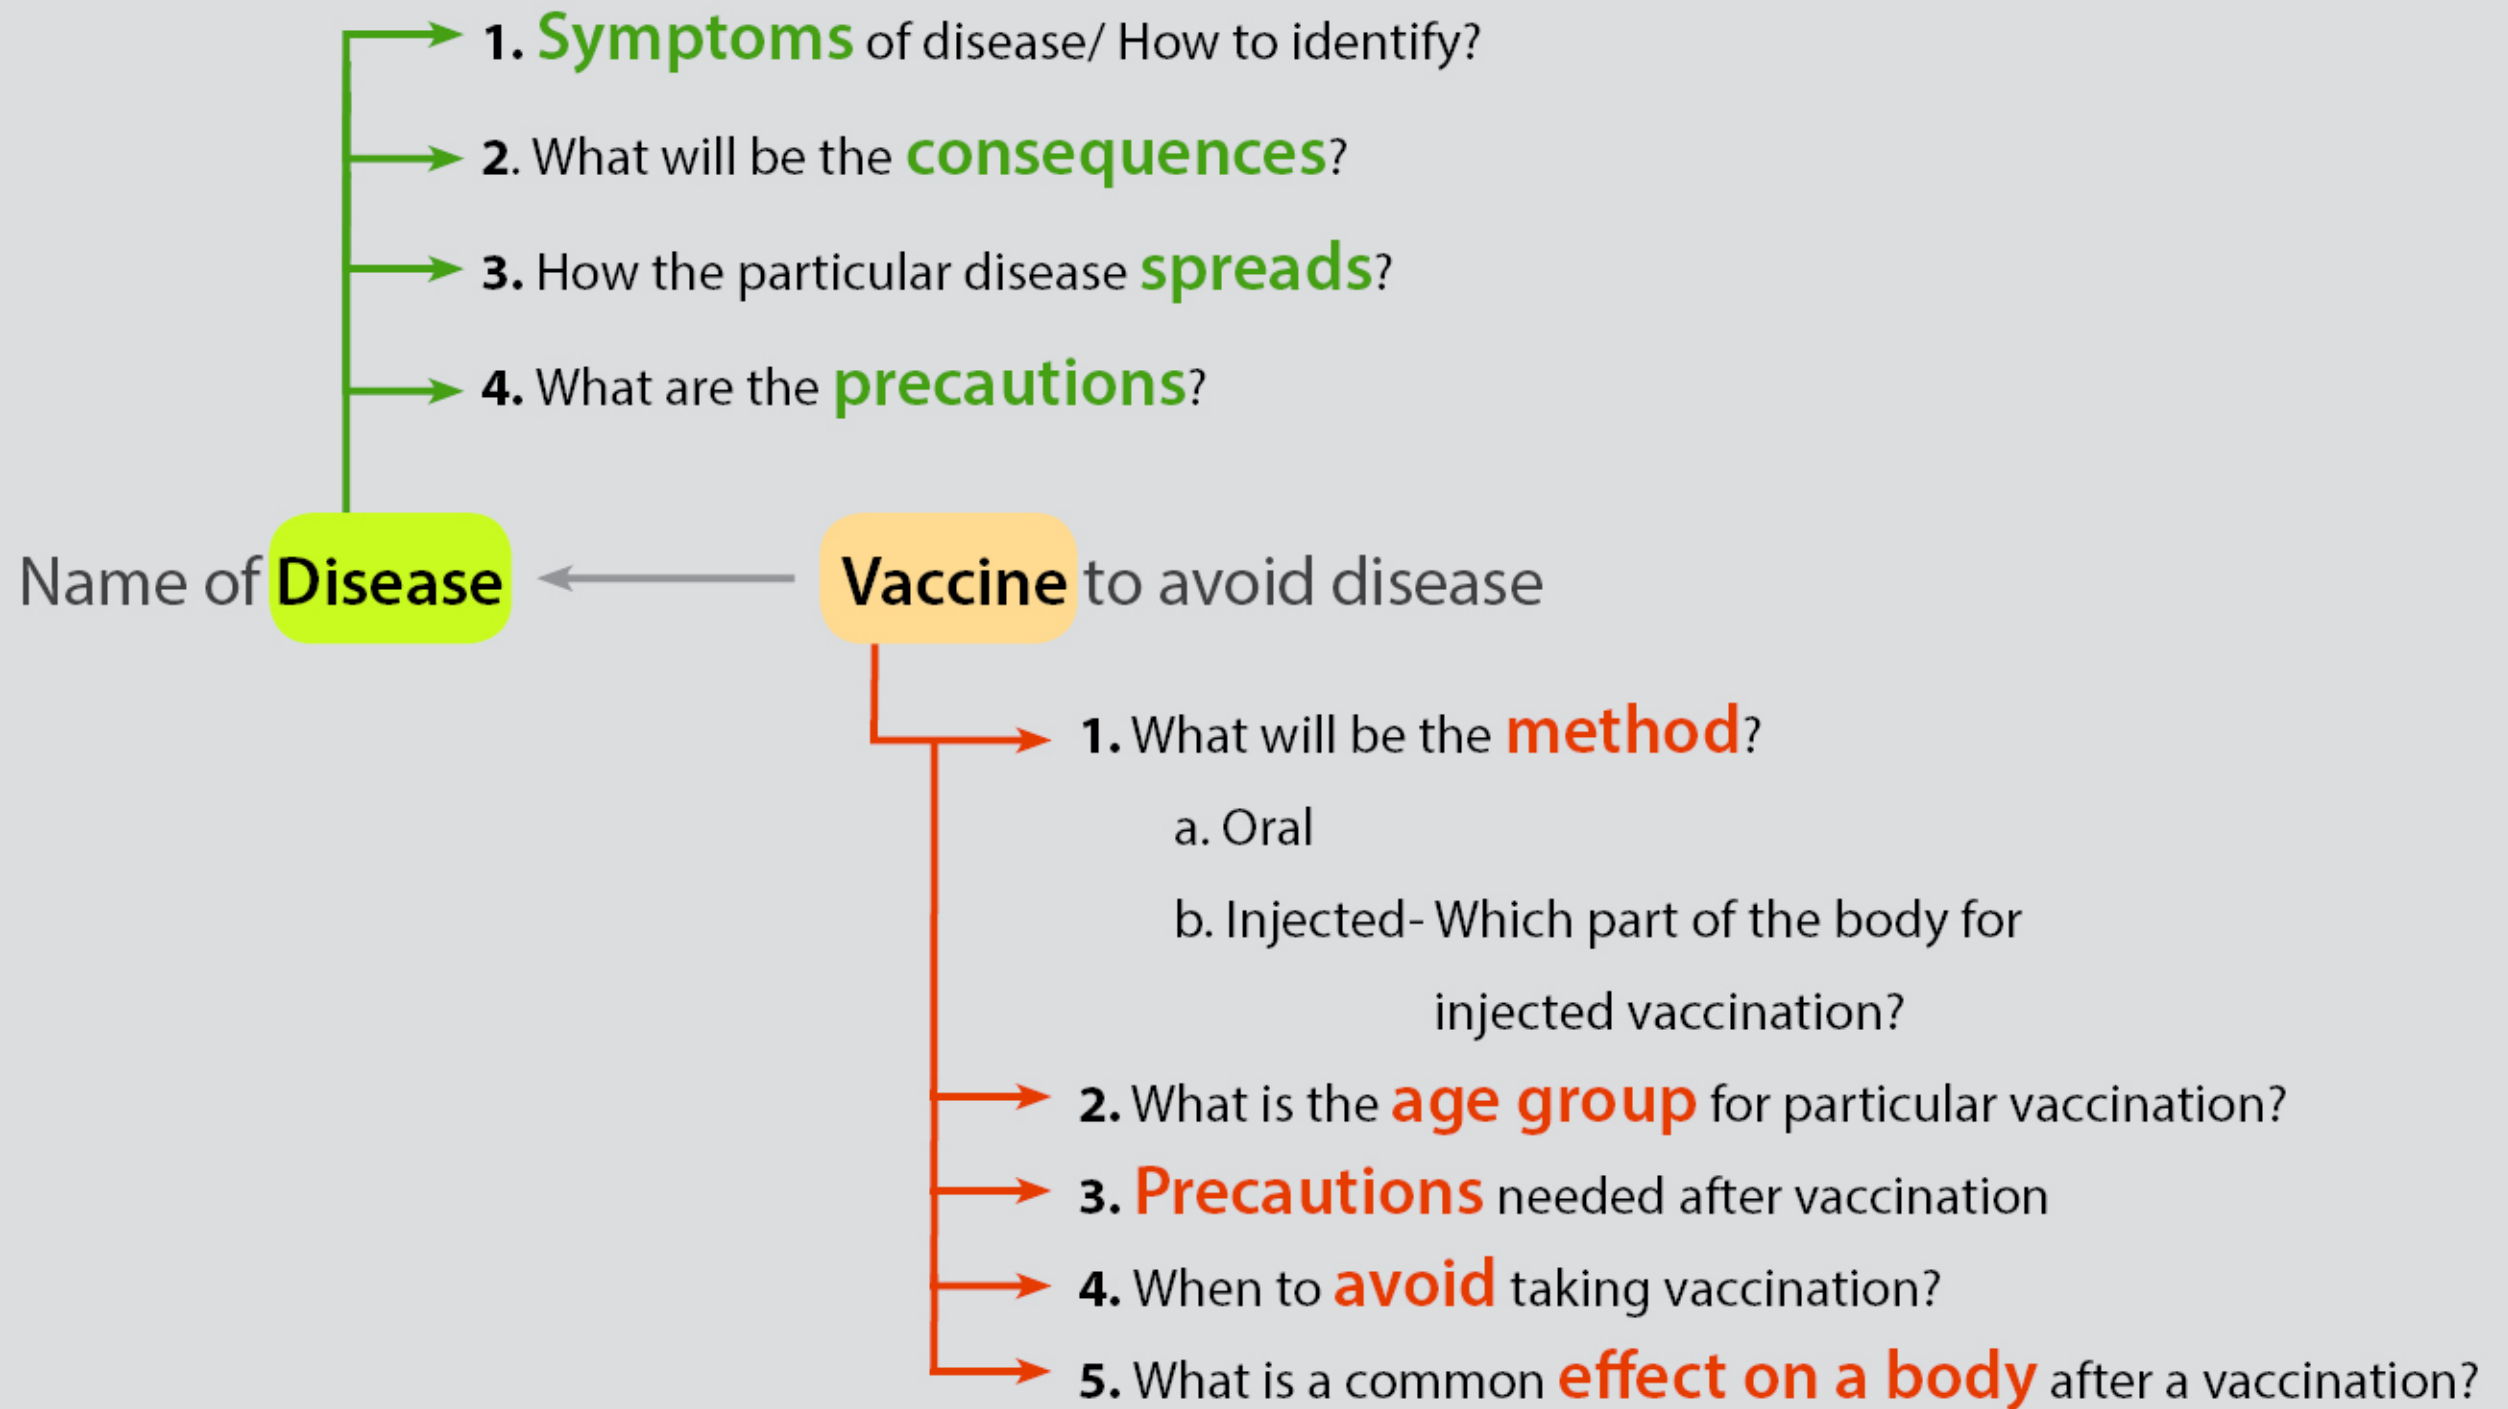 1. Symptoms of disease/ How to identify?
2. What will be the consequences?
3. How the particular disease spreads?
4. What are the precautions?
Name of Disease
Vaccine to avoid disease
1. What will be the method?
a. Oral
b. Injected- Which part of the body for
injected vaccination?
2. What is the age group for particular vaccination?
3. Precautions needed after vaccination
4. When to avoid taking vaccination?
5. What is a common effect on a body after a vaccination?